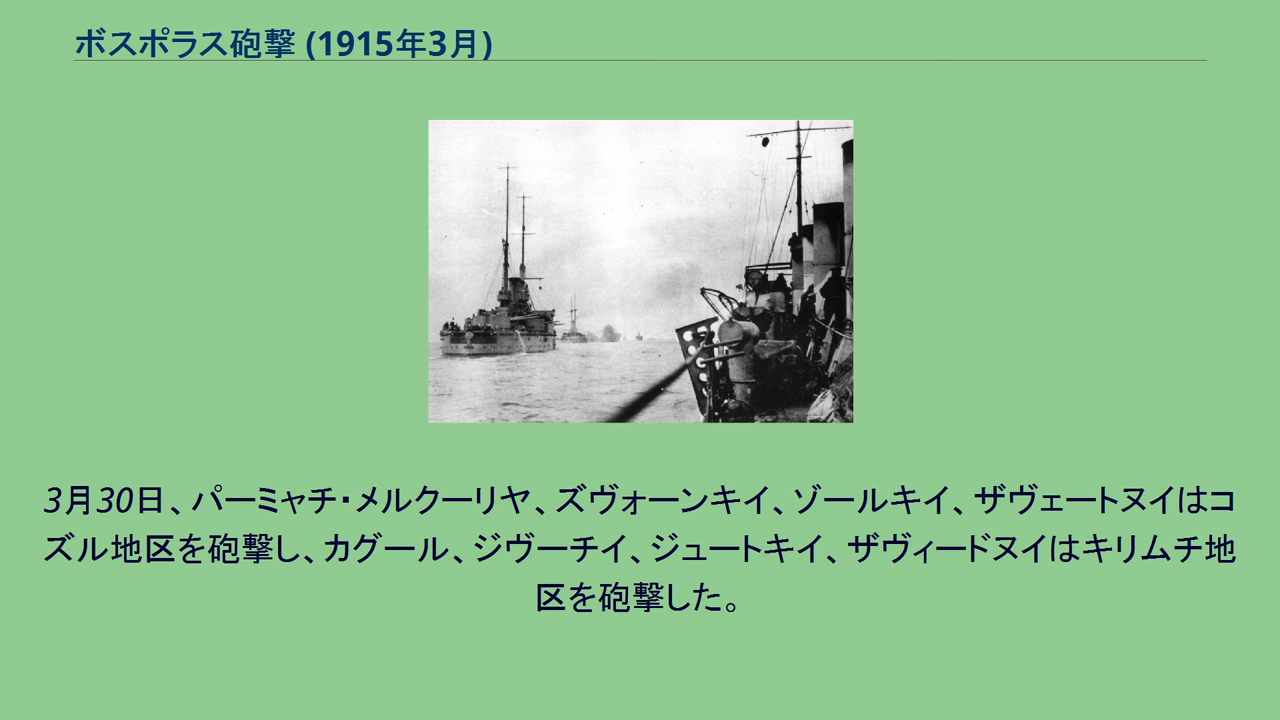 ボスポラス砲撃 (1915年3月)
3月30日、パーミャチ・メルクーリヤ、ズヴォーンキイ、ゾールキイ、ザヴェートヌイはコ
ズル地区を砲撃し、カグール、ジヴーチイ、ジュートキイ、ザヴィードヌイはキリムチ地
区を砲撃した。